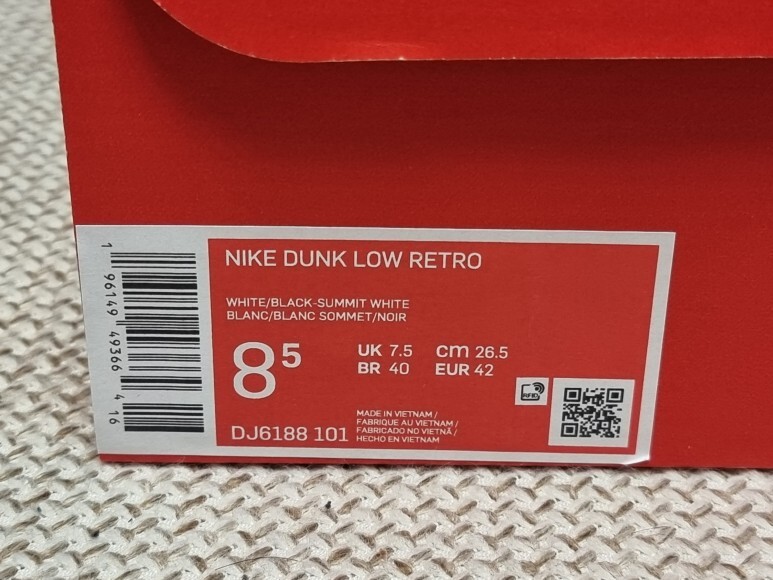 1 96149 49366 4 16
NIKE DUNK LOW RETRO
WHITE/BLACK-SUMMIT WHITE
BLANC/BLANC SOMMET/NOIR
8⁵
UK 7.5 cm 26.5
BR 40 EUR 42
RFID
DJ6188 101
MADE IN VIETNAM /
FABRIQUE AU VIETNAM /
FABRICADO NO VIETNÃ /
HECHO EN VIETNAM